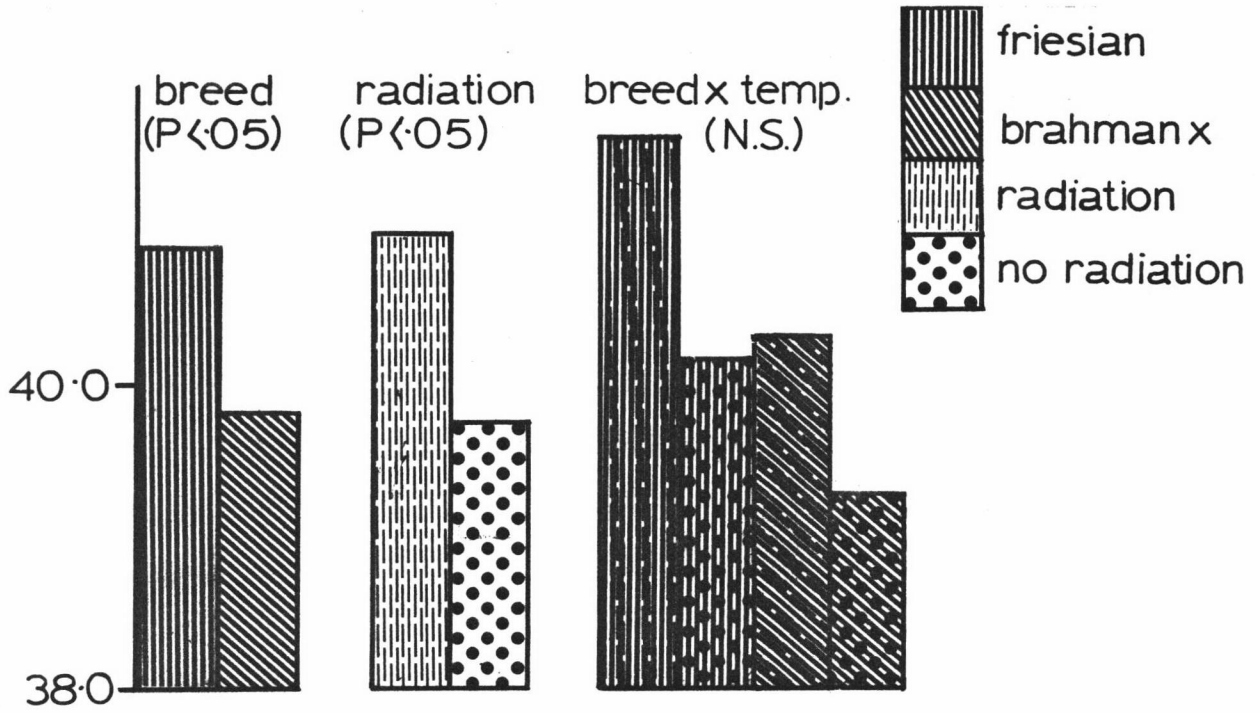 breed
(P<·05)
radiation
(P<·05)
breed x temp.
(N.S.)
friesian
brahman x
radiation
no radiation
40·0
38·0